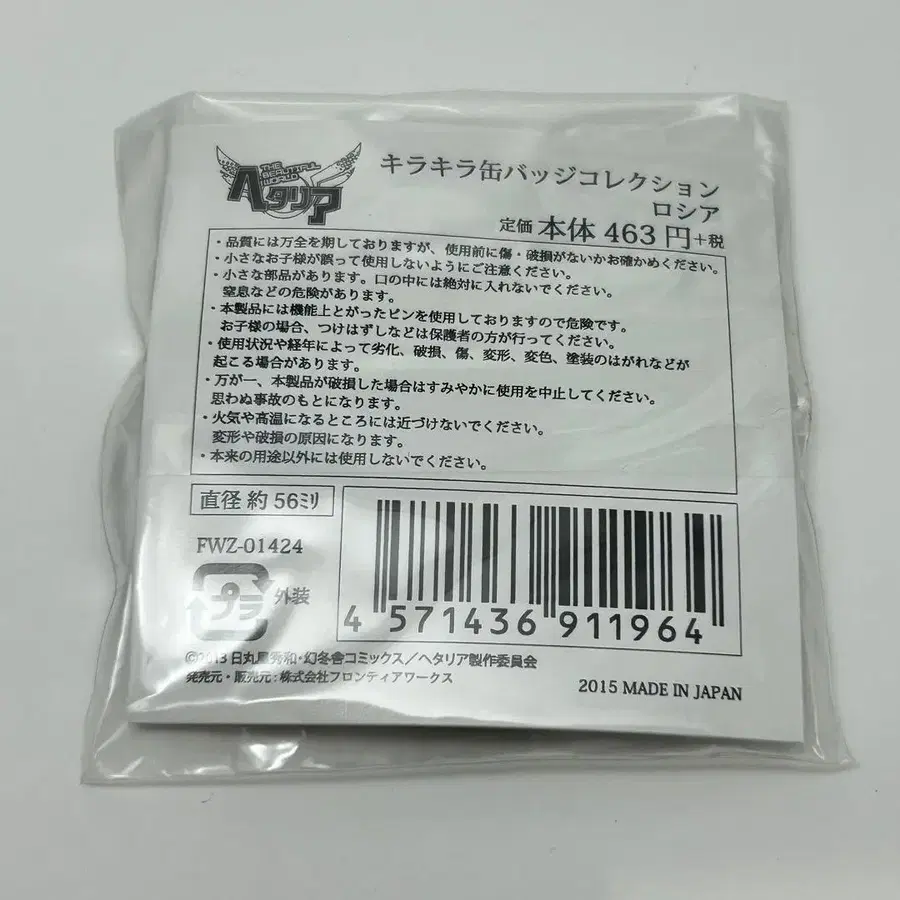 THE
BEAUTIFUL
WORLD
ヘタリア
キラキラ缶バッジコレクション
ロシア
定価 本体 463 円+税
・品質には万全を期しておりますが、使用前に傷・破損がないかお確かめください。
・小さなお子様が誤って使用しないようにご注意ください。
・小さな部品があります。口の中には絶対に入れないでください。
窒息などの危険があります。
・本製品には機能上とがったピンを使用しておりますので危険です。
お子様の場合、つけはずしなどは保護者の方が行ってください。
・使用状況や経年によって劣化、破損、傷、変形、変色、塗装のはがれなどが
起こる場合があります。
・万が一、本製品が破損した場合はすみやかに使用を中止してください。
思わぬ事故のもとになります。
・火気や高温になるところには近づけないでください。
変形や破損の原因になります。
・本来の用途以外には使用しないでください。
直径 約 56ミリ
FWZ-01424
プラ 外装
4 571436 911964
©2013 日丸屋秀和・幻冬舎コミックス/ヘタリア製作委員会
発売元・販売元:株式会社フロンティアワークス
2015 MADE IN JAPAN